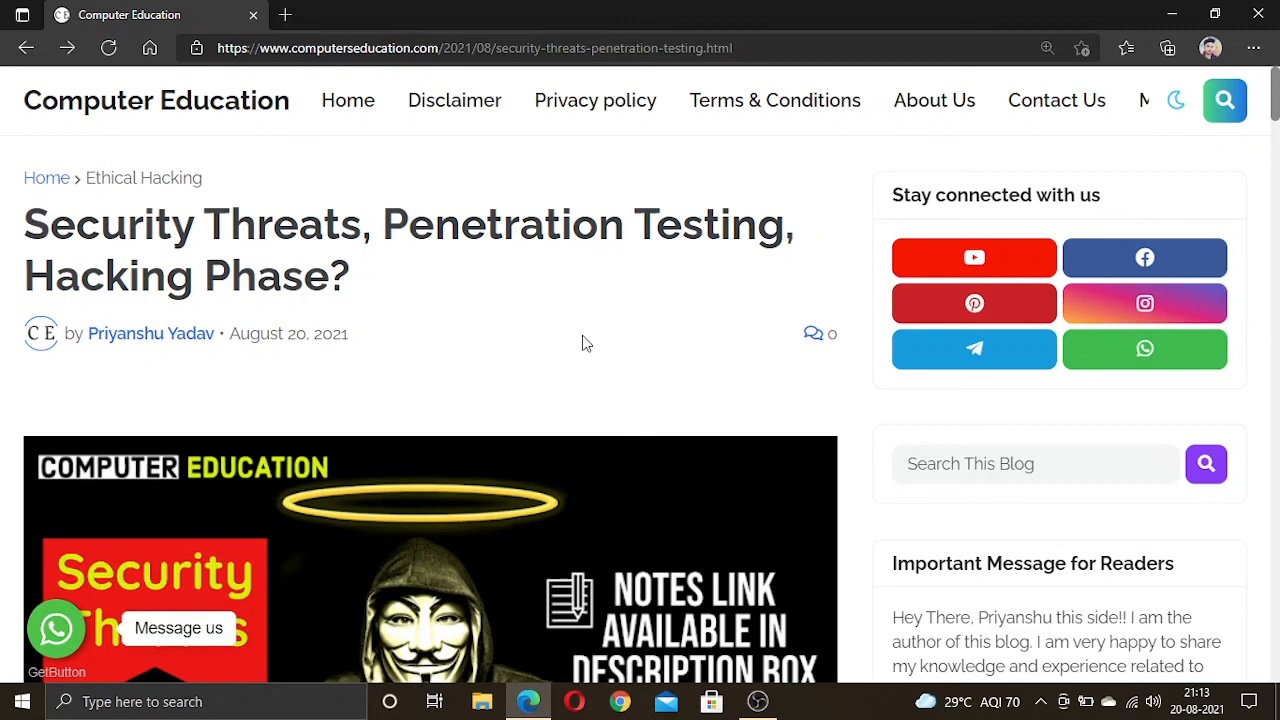 Computer Education
https://www.computerseducation.com/2021/08/security-threats-penetration-testing.html
Computer Education
Home
Disclaimer
Privacy policy
Terms & Conditions
About Us
Contact Us
Home > Ethical Hacking
Security Threats, Penetration Testing,
Hacking Phase?
C E by Priyanshu Yadav • August 20, 2021
0
Stay connected with us
Search This Blog
COMPUTER EDUCATION
Security
NOTES LINK
AVAILABLE IN
DESCRIPTION BOX
Message us
GetButton
Important Message for Readers
Hey There, Priyanshu this side!! I am the
author of this blog. I am very happy to share
my knowledge and experience related to
Type here to search
29°C AQI 70
21:13
20-08-2021